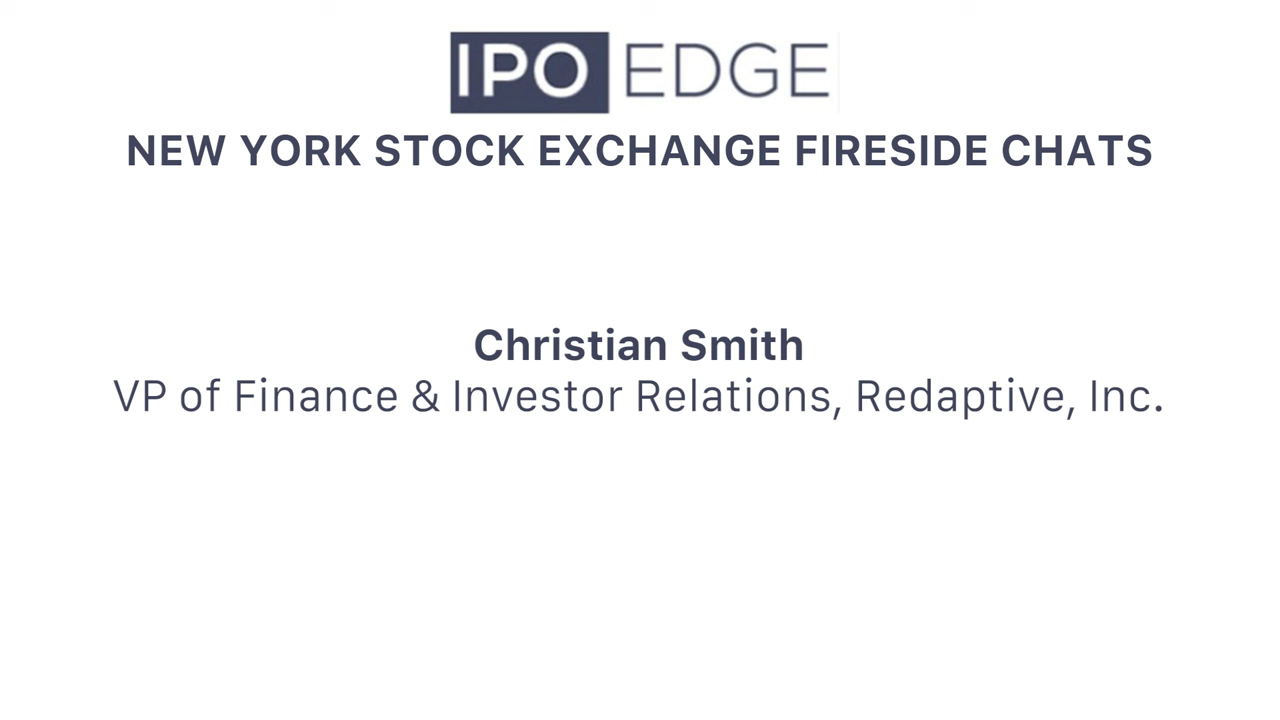 IPO EDGE
NEW YORK STOCK EXCHANGE FIRESIDE CHATS
Christian Smith
VP of Finance & Investor Relations, Redaptive, Inc.